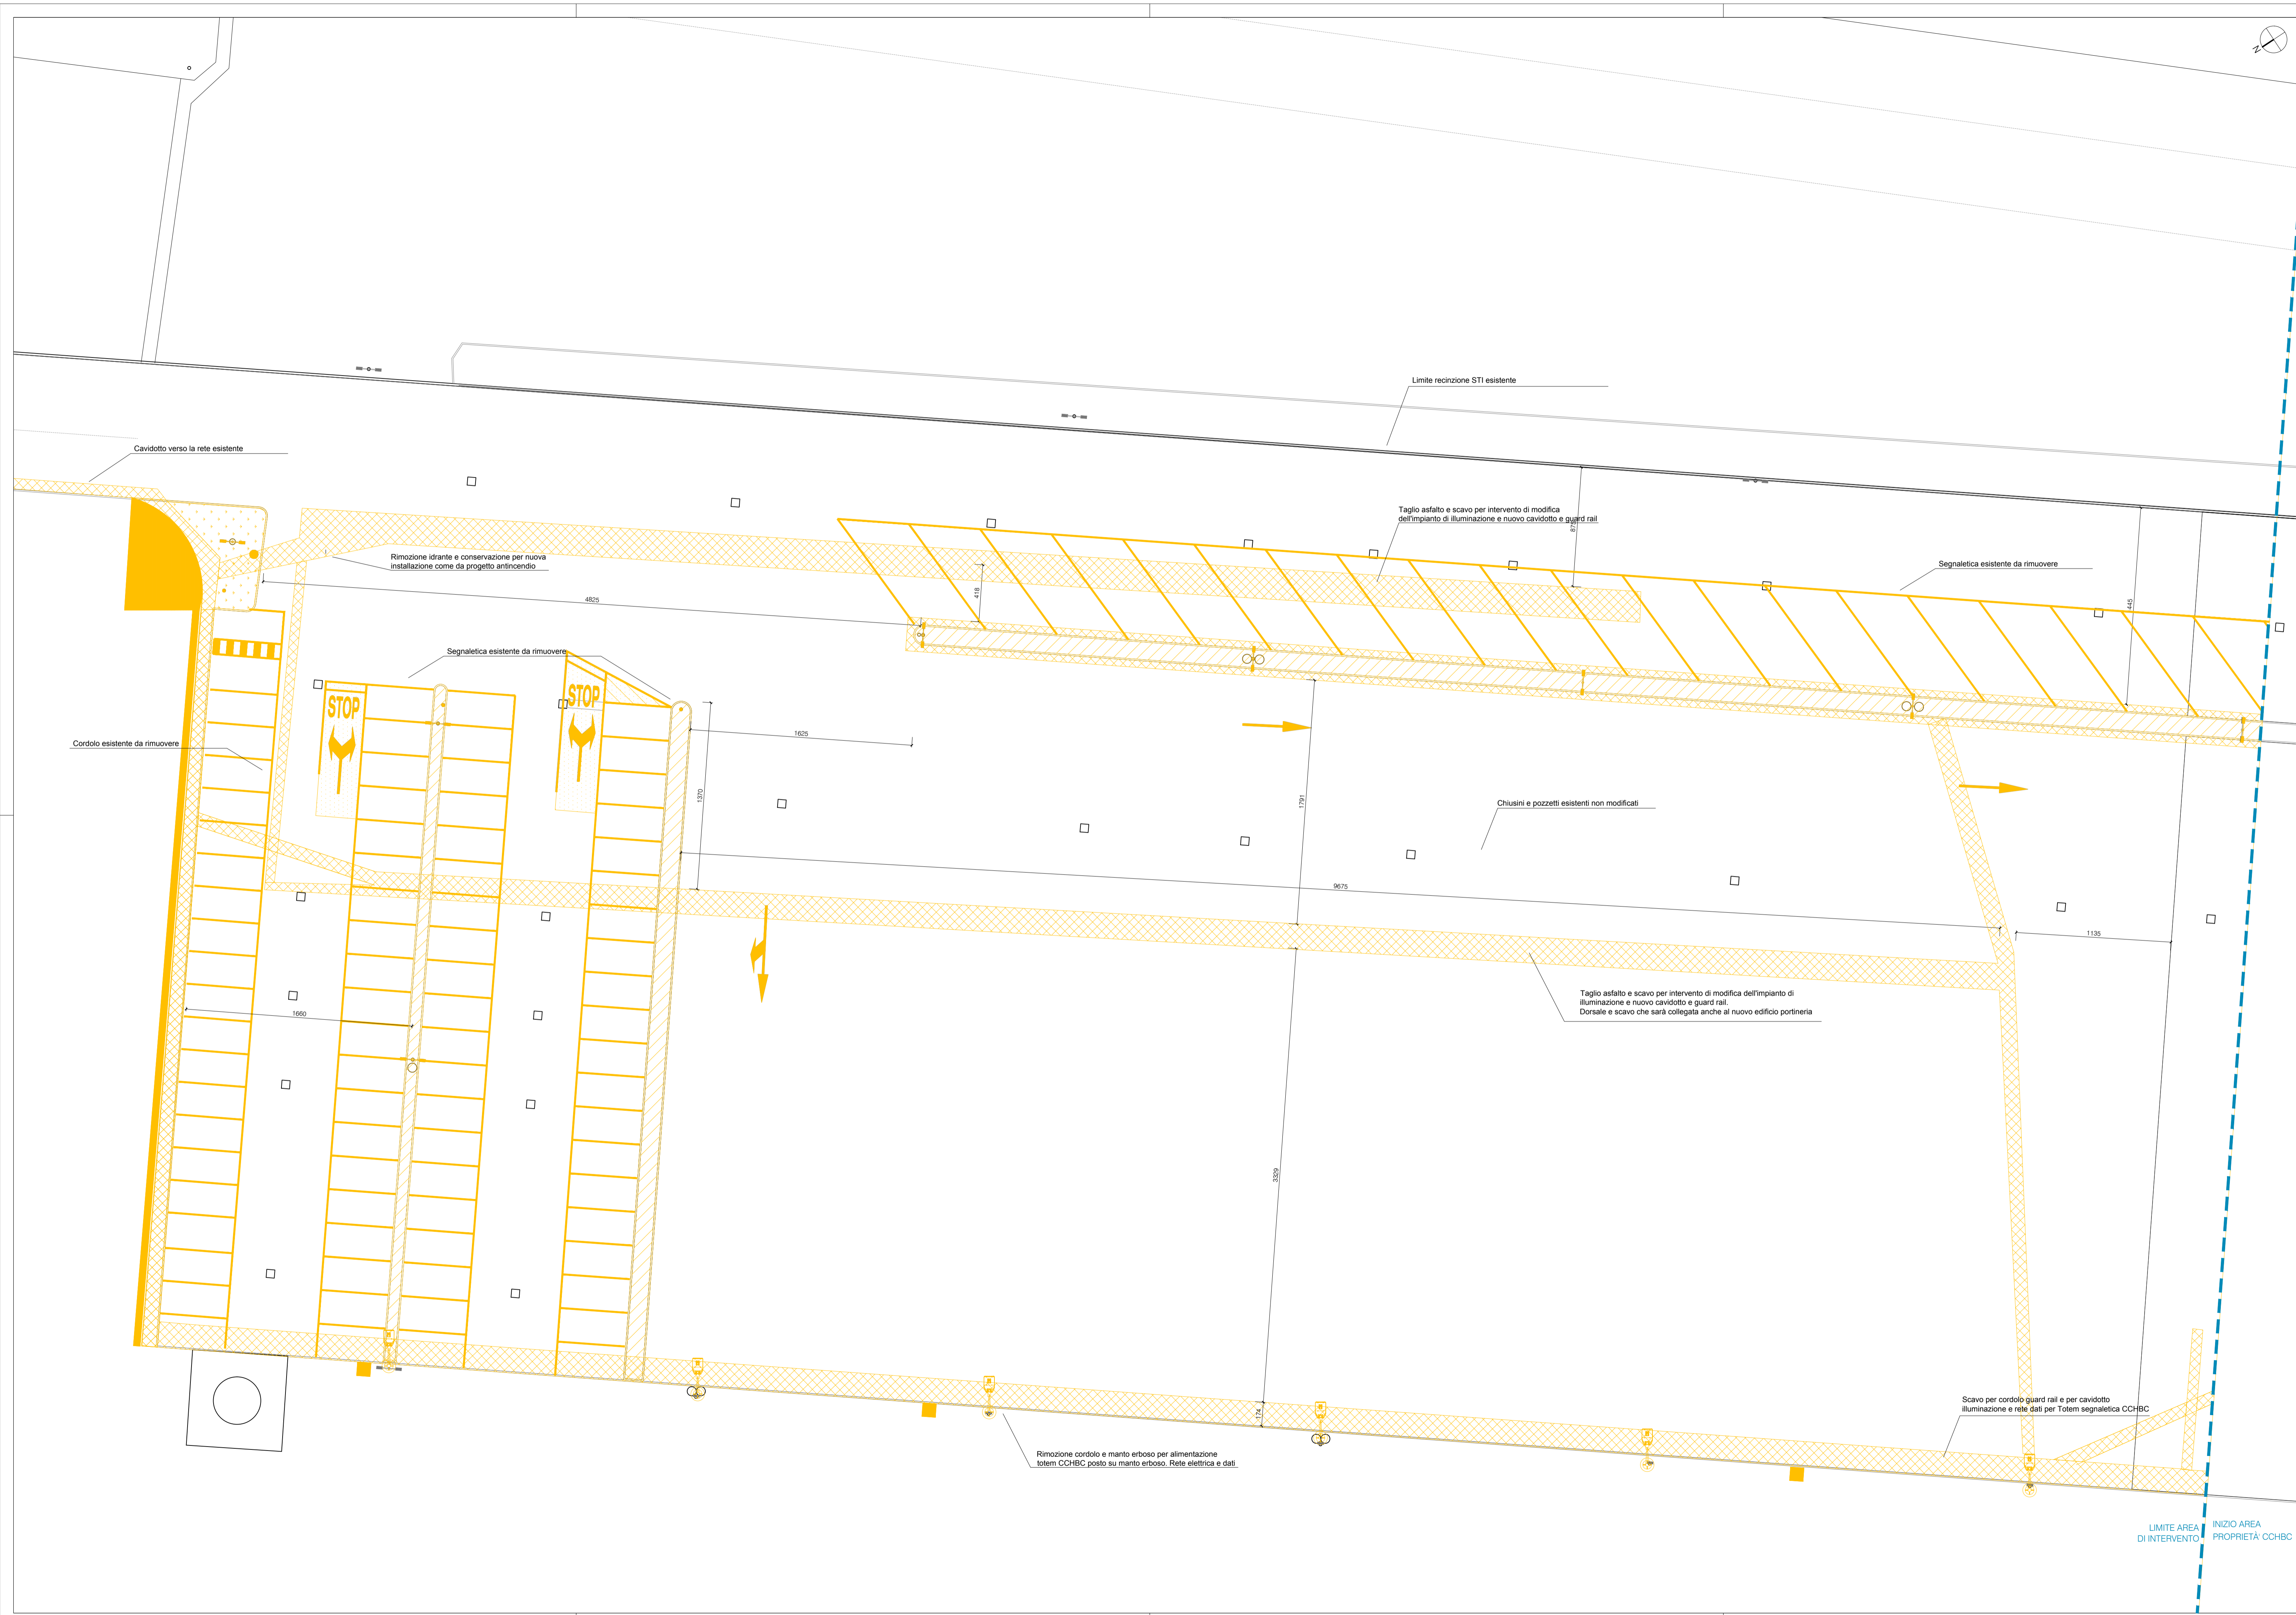 N
Limite recinzione STI esistente
Cavidotto verso la rete esistente
Taglio asfalto e scavo per intervento di modifica
dell'impianto di illuminazione e nuovo cavidotto e guard rail
Rimozione idrante e conservazione per nuova
installazione come da progetto antincendio
Segnaletica esistente da rimuovere
4825
418
445
Segnaletica esistente da rimuovere
STOP
STOP
1625
Cordolo esistente da rimuovere
1370
1791
Chiusini e pozzetti esistenti non modificati
9675
1135
Taglio asfalto e scavo per intervento di modifica dell'impianto di
illuminazione e nuovo cavidotto e guard rail.
Dorsale e scavo che sarà collegata anche al nuovo edificio portineria
1660
3329
174
Scavo per cordolo guard rail e per cavidotto
illuminazione e rete dati per Totem segnaletica CCHBC
Rimozione cordolo e manto erboso per alimentazione
totem CCHBC posto su manto erboso. Rete elettrica e dati
LIMITE AREA
DI INTERVENTO
INIZIO AREA
PROPRIETÀ' CCHBC